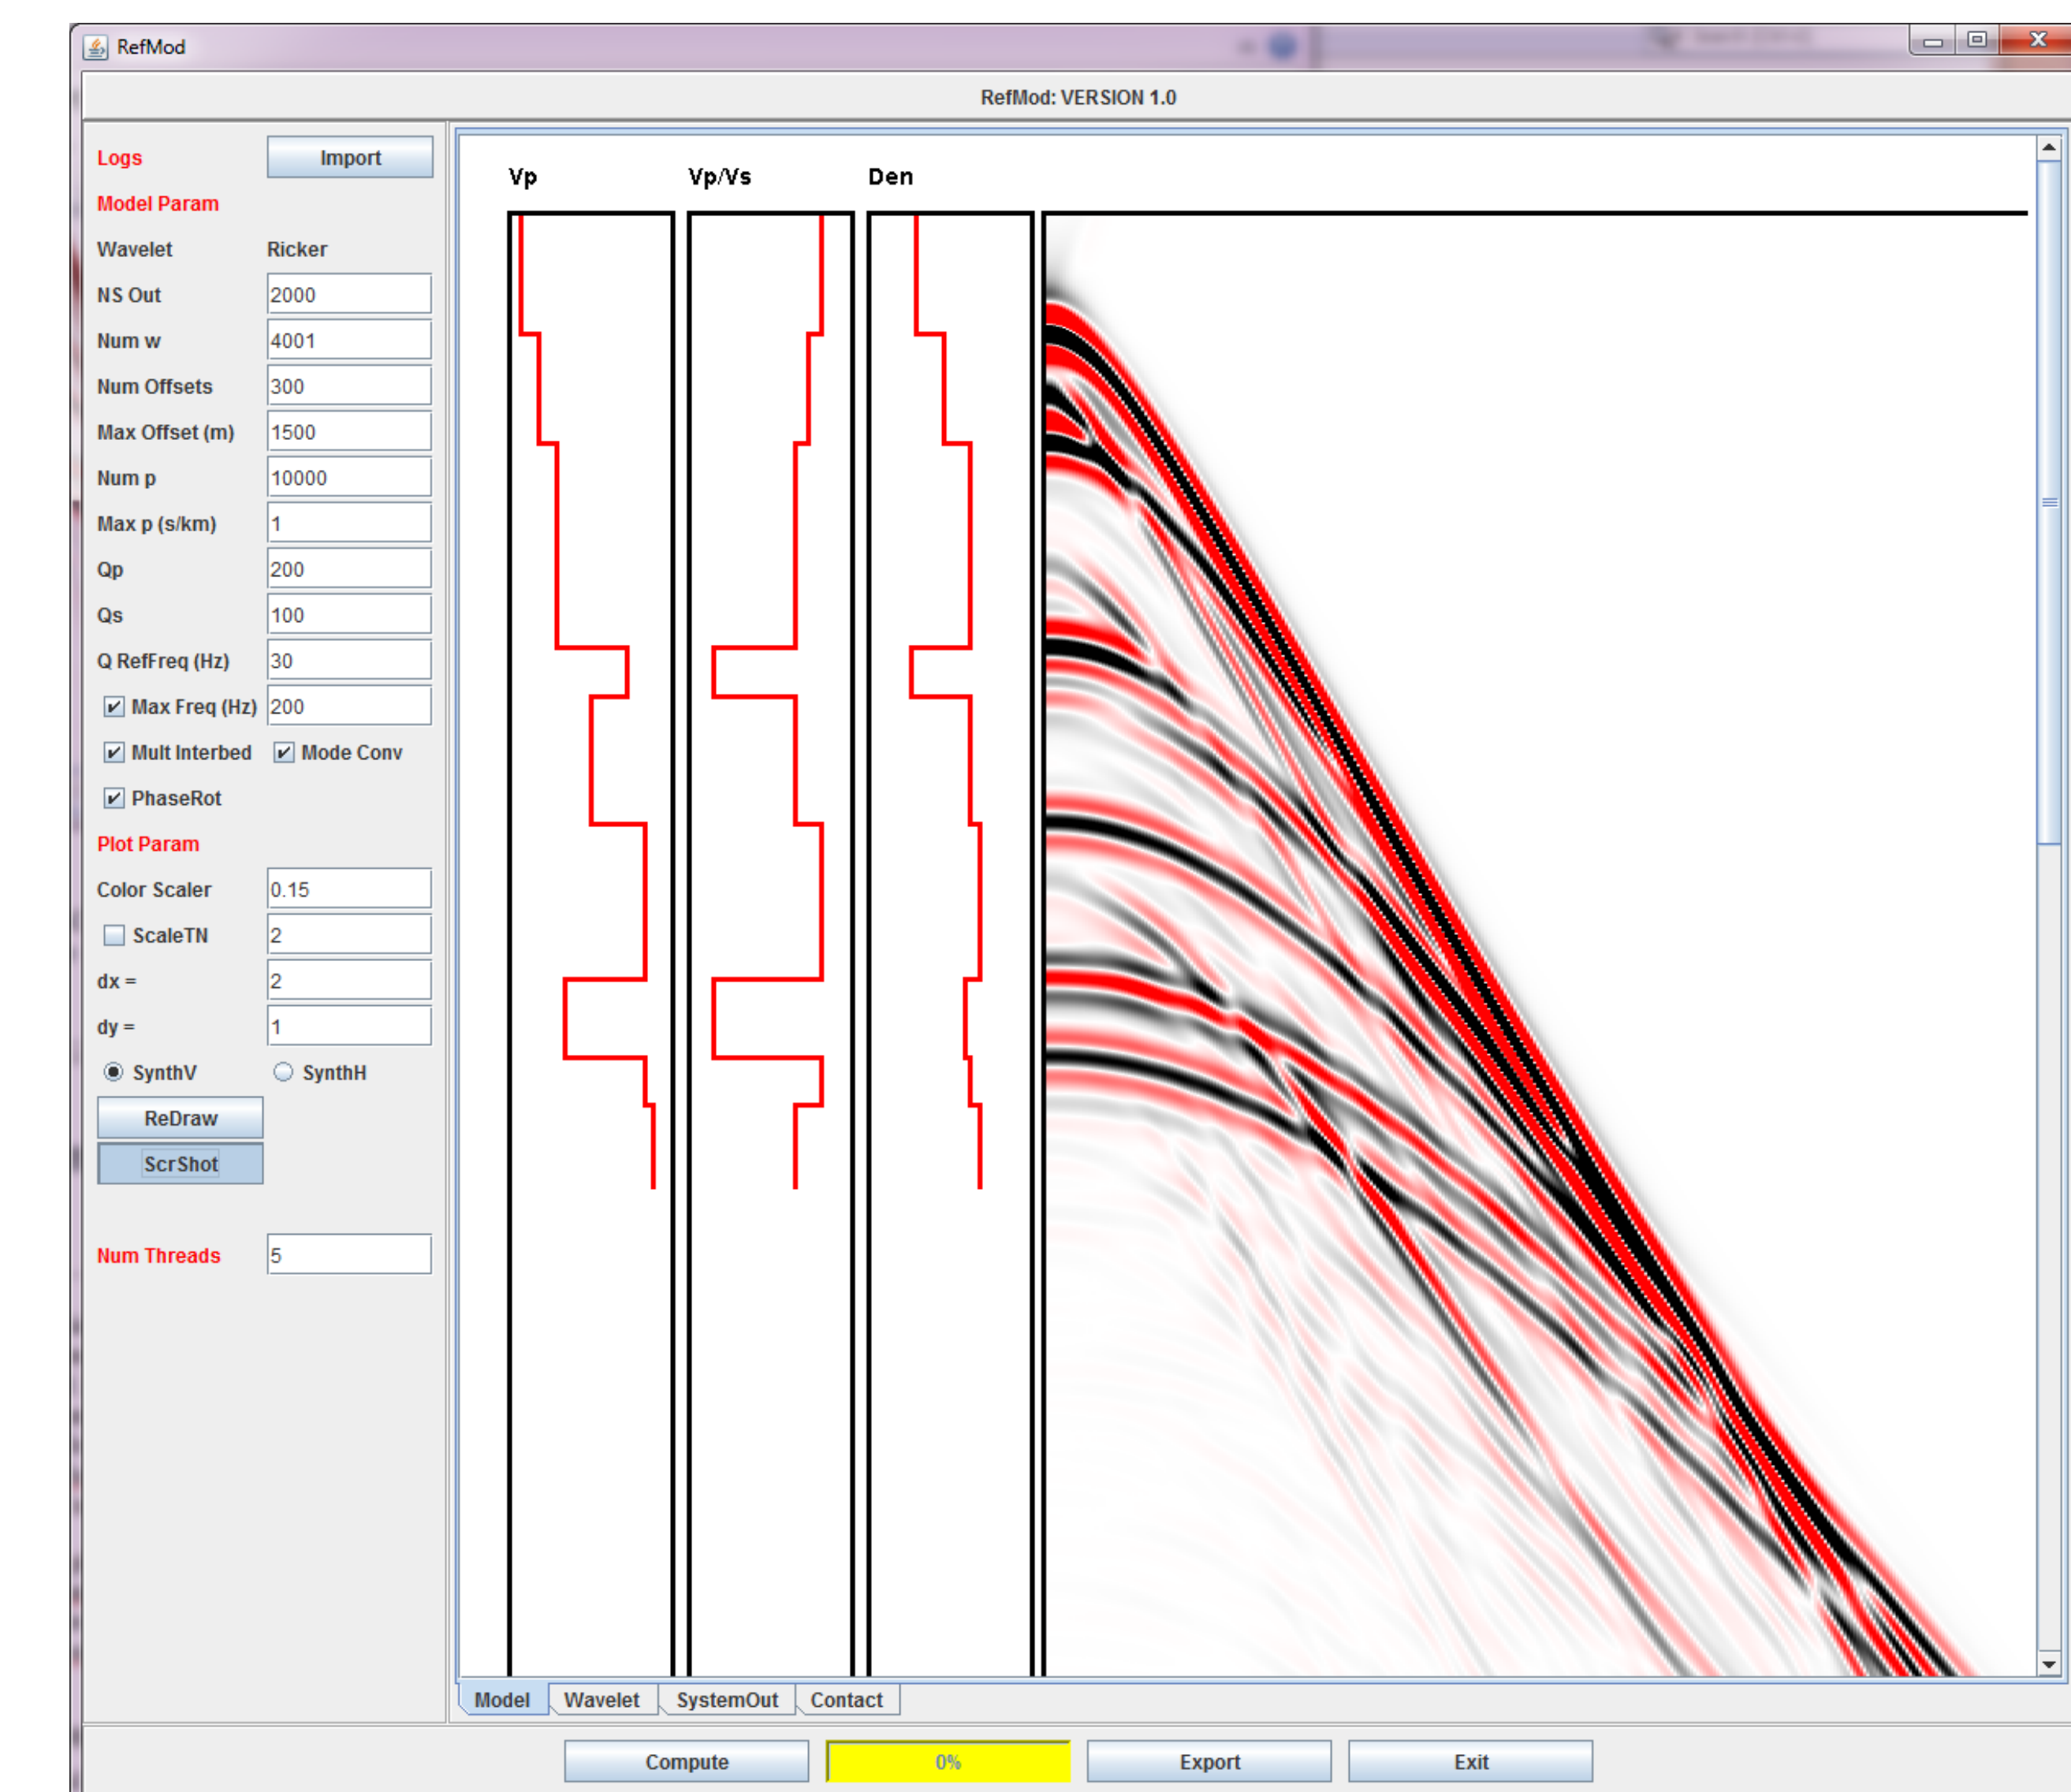 RefMod
RefMod: VERSION 1.0
Logs Import
Model Param
Wavelet Ricker
NS Out 2000
Num w 4001
Num Offsets 300
Max Offset (m) 1500
Num p 10000
Max p (s/km) 1
Qp 200
Qs 100
Q RefFreq (Hz) 30
Max Freq (Hz) 200
Mult Interbed Mode Conv
PhaseRot
Plot Param
Color Scaler 0.15
ScaleTN 2
dx = 2
dy = 1
SynthV SynthH
ReDraw
ScrShot
Num Threads 5
Vp Vp/Vs Den
Model Wavelet SystemOut Contact
Compute 0% Export Exit